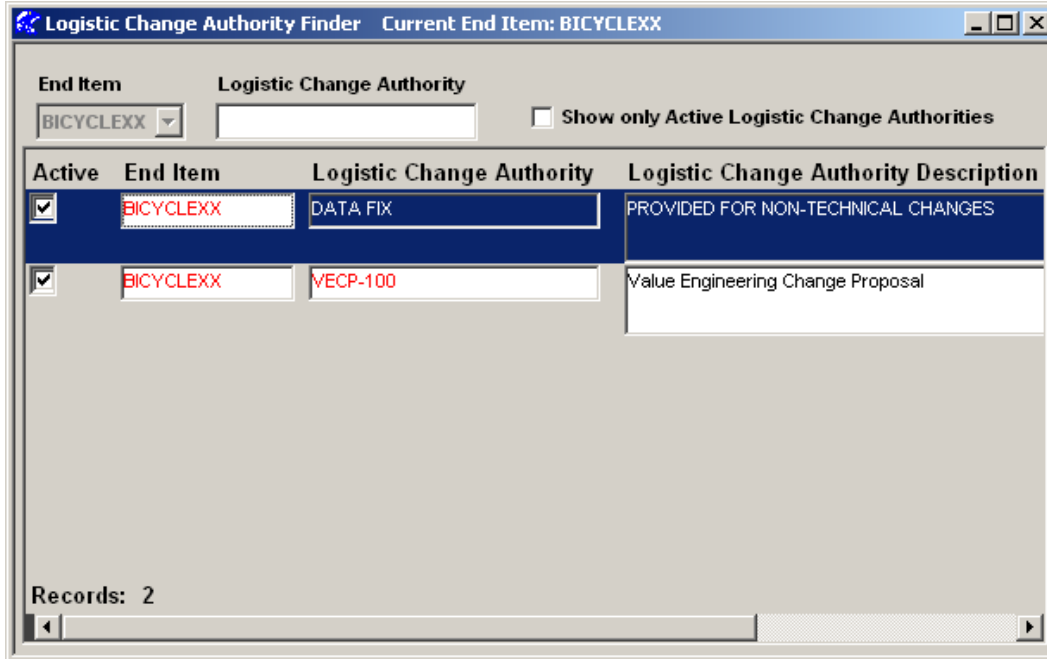 Logistic Change Authority Finder Current End Item: BICYCLEXX
End Item Logistic Change Authority
BICYCLEXX Show only Active Logistic Change Authorities
Active End Item Logistic Change Authority Logistic Change Authority Description
BICYCLEXX DATA FIX PROVIDED FOR NON-TECHNICAL CHANGES
BICYCLEXX VECP-100 Value Engineering Change Proposal
Records: 2